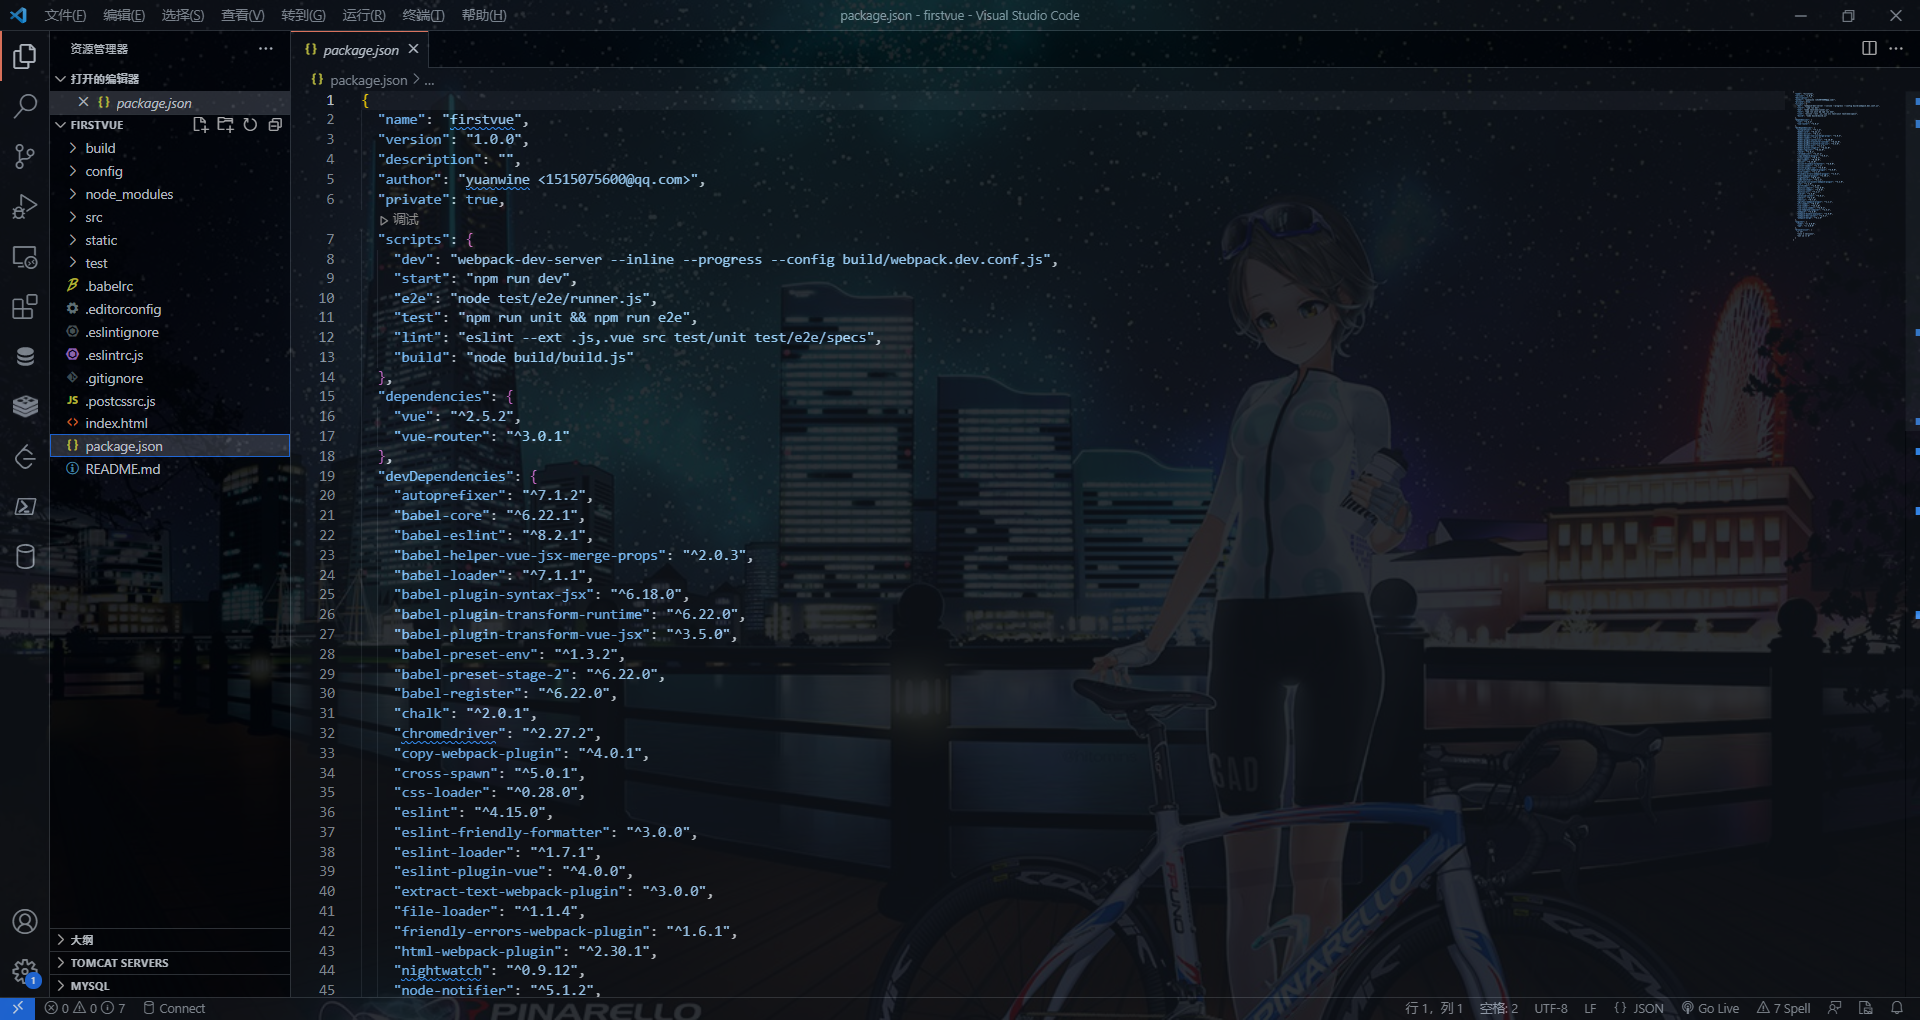 文件(F) 编辑(E) 选择(S) 查看(V) 转到(G) 运行(R) 终端(T) 帮助(H)
package.json - firstvue - Visual Studio Code
资源管理器
打开的编辑器
package.json
FIRSTVUE
build
config
node_modules
src
static
test
.babelrc
.editorconfig
.eslintignore
.eslintrc.js
.gitignore
.postcssrc.js
index.html
package.json
README.md
大纲
TOMCAT SERVERS
MYSQL
package.json
package.json > ...
1 {
2 "name": "firstvue",
3 "version": "1.0.0",
4 "description": "",
5 "author": "yuanwine <1515075600@qq.com>",
6 "private": true,
调试
7 "scripts": {
8 "dev": "webpack-dev-server --inline --progress --config build/webpack.dev.conf.js",
9 "start": "npm run dev",
10 "e2e": "node test/e2e/runner.js",
11 "test": "npm run unit && npm run e2e",
12 "lint": "eslint --ext .js,.vue src test/unit test/e2e/specs",
13 "build": "node build/build.js"
14 },
15 "dependencies": {
16 "vue": "^2.5.2",
17 "vue-router": "^3.0.1"
18 },
19 "devDependencies": {
20 "autoprefixer": "^7.1.2",
21 "babel-core": "^6.22.1",
22 "babel-eslint": "^8.2.1",
23 "babel-helper-vue-jsx-merge-props": "^2.0.3",
24 "babel-loader": "^7.1.1",
25 "babel-plugin-syntax-jsx": "^6.18.0",
26 "babel-plugin-transform-runtime": "^6.22.0",
27 "babel-plugin-transform-vue-jsx": "^3.5.0",
28 "babel-preset-env": "^1.3.2",
29 "babel-preset-stage-2": "^6.22.0",
30 "babel-register": "^6.22.0",
31 "chalk": "^2.0.1",
32 "chromedriver": "^2.27.2",
33 "copy-webpack-plugin": "^4.0.1",
34 "cross-spawn": "^5.0.1",
35 "css-loader": "^0.28.0",
36 "eslint": "^4.15.0",
37 "eslint-friendly-formatter": "^3.0.0",
38 "eslint-loader": "^1.7.1",
39 "eslint-plugin-vue": "^4.0.0",
40 "extract-text-webpack-plugin": "^3.0.0",
41 "file-loader": "^1.1.4",
42 "friendly-errors-webpack-plugin": "^1.6.1",
43 "html-webpack-plugin": "^2.30.1",
44 "nightwatch": "^0.9.12",
45 "node-notifier": "^5.1.2",
PINARELLO
PINARELLO
1
0 0 7 Connect
行 1, 列 1 空格: 2 UTF-8 LF {} JSON Go Live 7 Spell